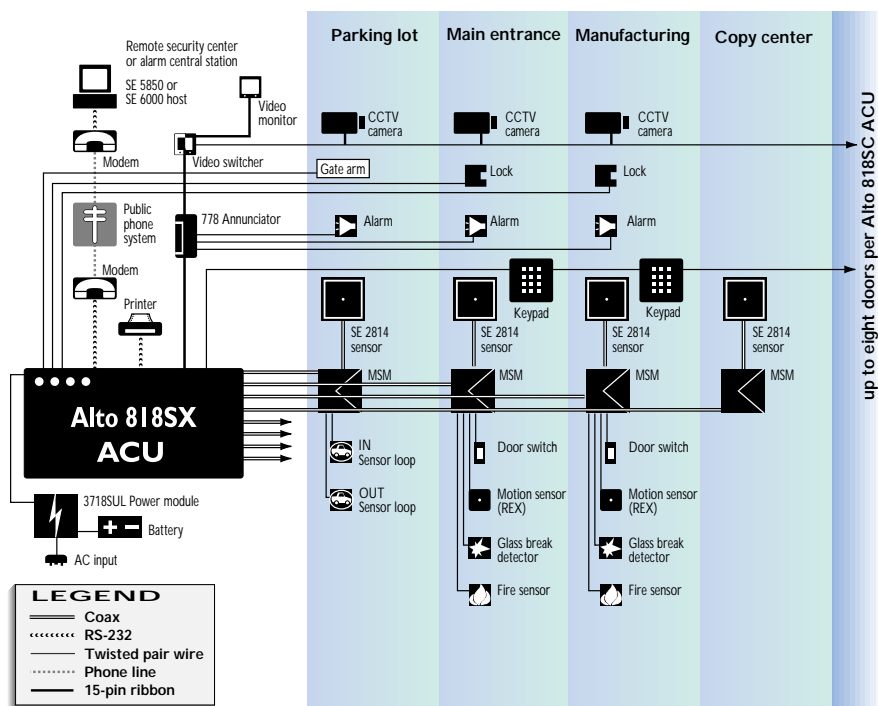 Parking lot
Main entrance
Manufacturing
Copy center
Remote security center
or alarm central station
SE 5850 or
SE 6000 host
Video
monitor
CCTV
camera
CCTV
camera
CCTV
camera
Modem
Video switcher
Gate arm
Lock
Lock
Public
phone
system
778 Annunciator
Alarm
Alarm
Alarm
Modem
Printer
Keypad
Keypad
SE 2814
sensor
SE 2814
sensor
SE 2814
sensor
SE 2814
sensor
MSM
MSM
MSM
MSM
Alto 818SX
ACU
IN
Sensor loop
Door switch
Door switch
OUT
Sensor loop
Motion sensor
(REX)
Motion sensor
(REX)
3718SUL Power module
Battery
AC input
Glass break
detector
Glass break
detector
Fire sensor
Fire sensor
LEGEND
Coax
RS-232
Twisted pair wire
Phone line
15-pin ribbon
up to eight doors per Alto 818SC ACU